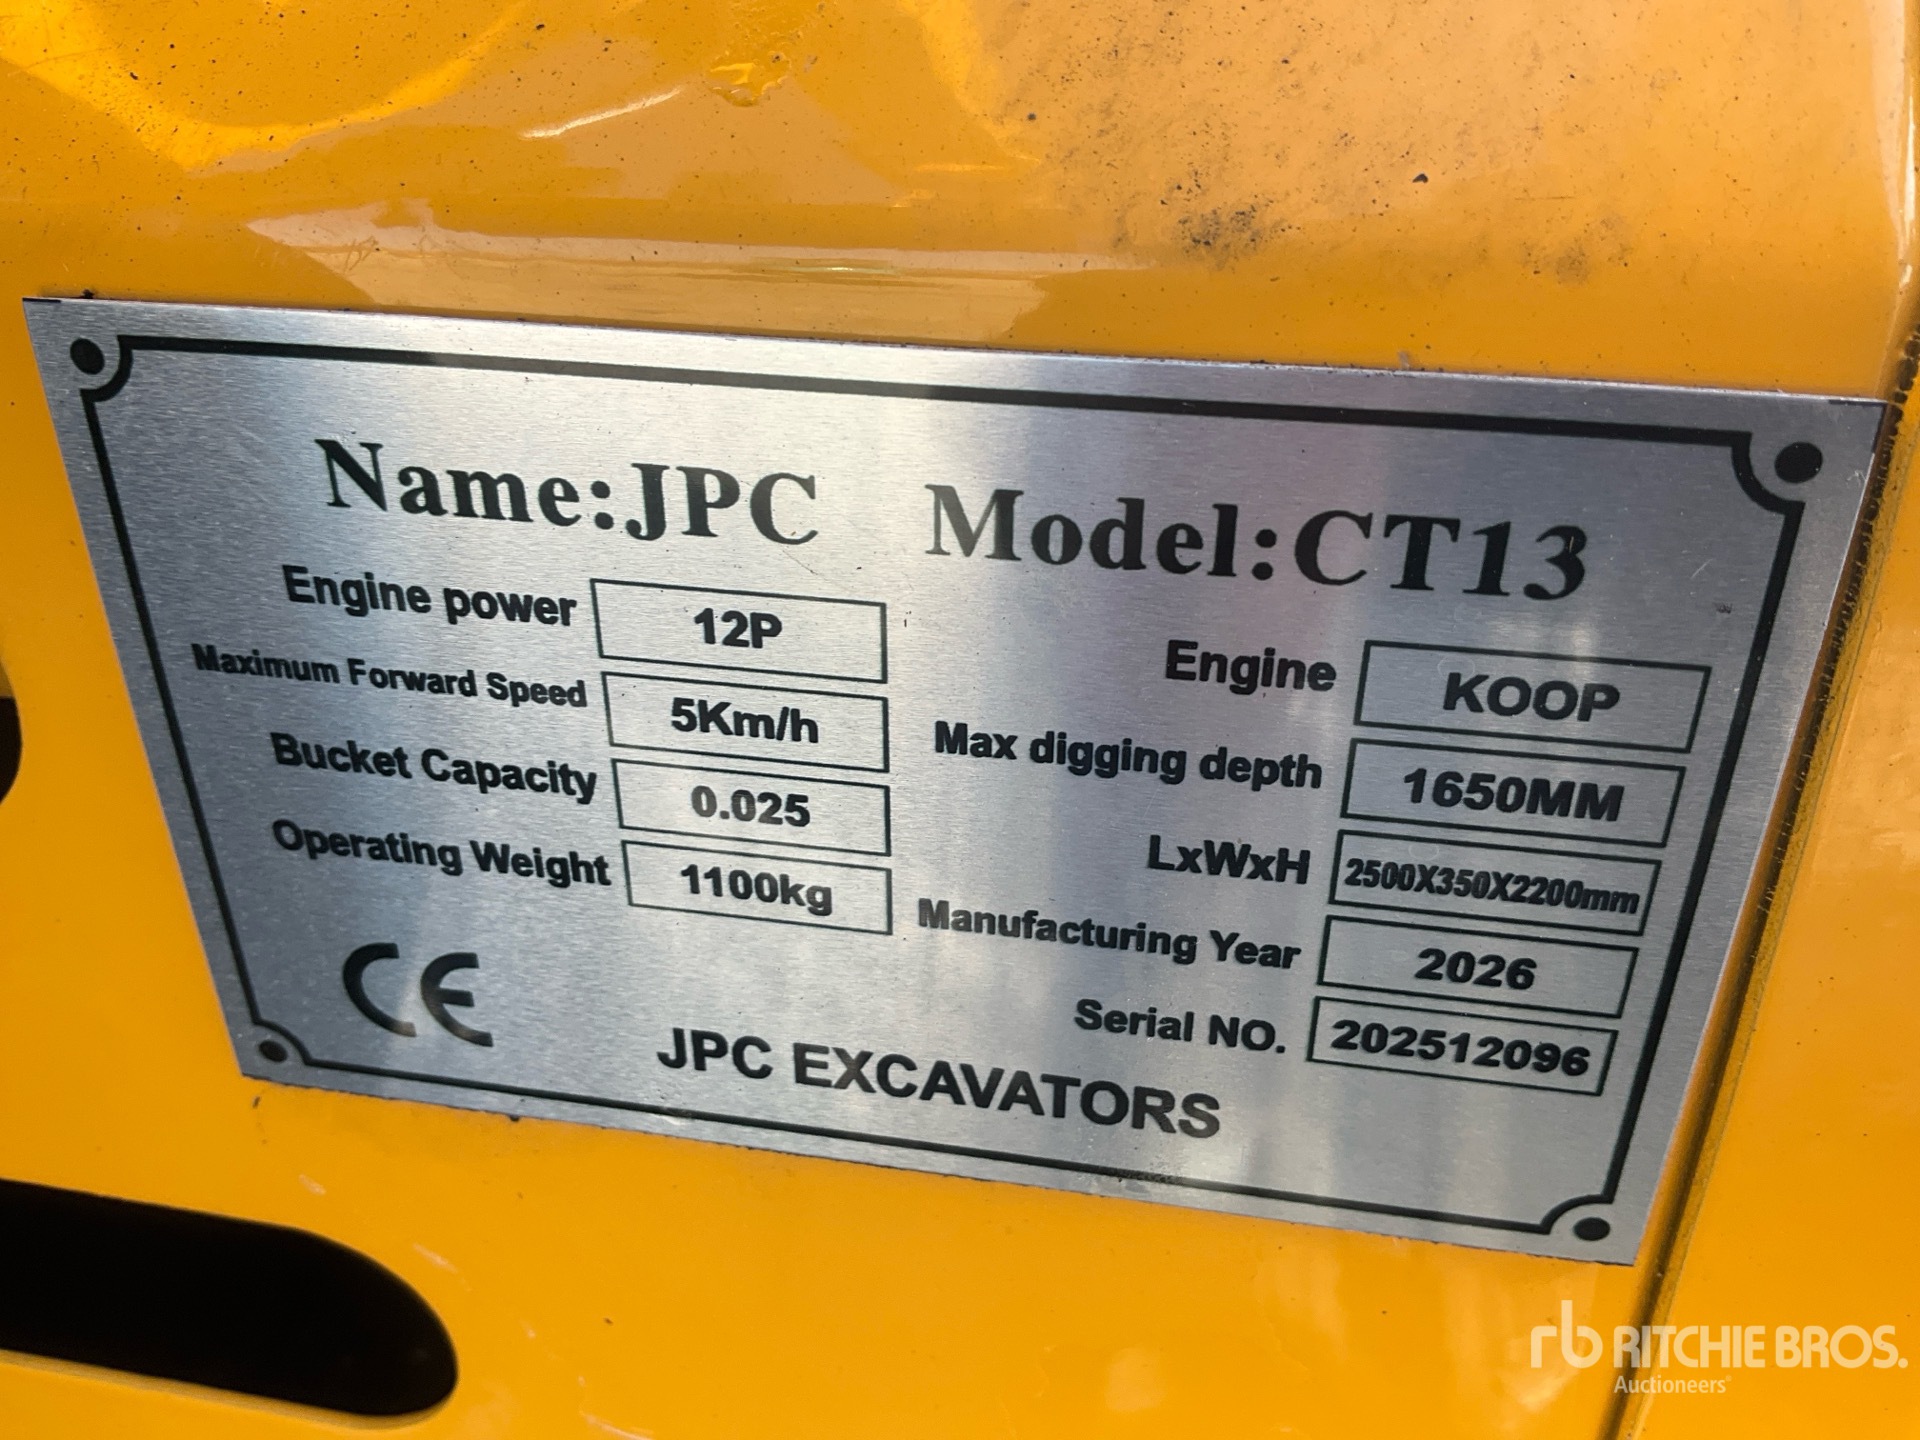 Name:JPC Model:CT13
Engine power 12P
Engine KOOP
Maximum Forward Speed 5Km/h
Max digging depth 1650MM
Bucket Capacity 0.025
LxWxH 2500X350X2200mm
Operating Weight 1100kg
Manufacturing Year 2026
Serial NO. 202512096
CE
JPC EXCAVATORS
rb RITCHIE BROS.
Auctioneers